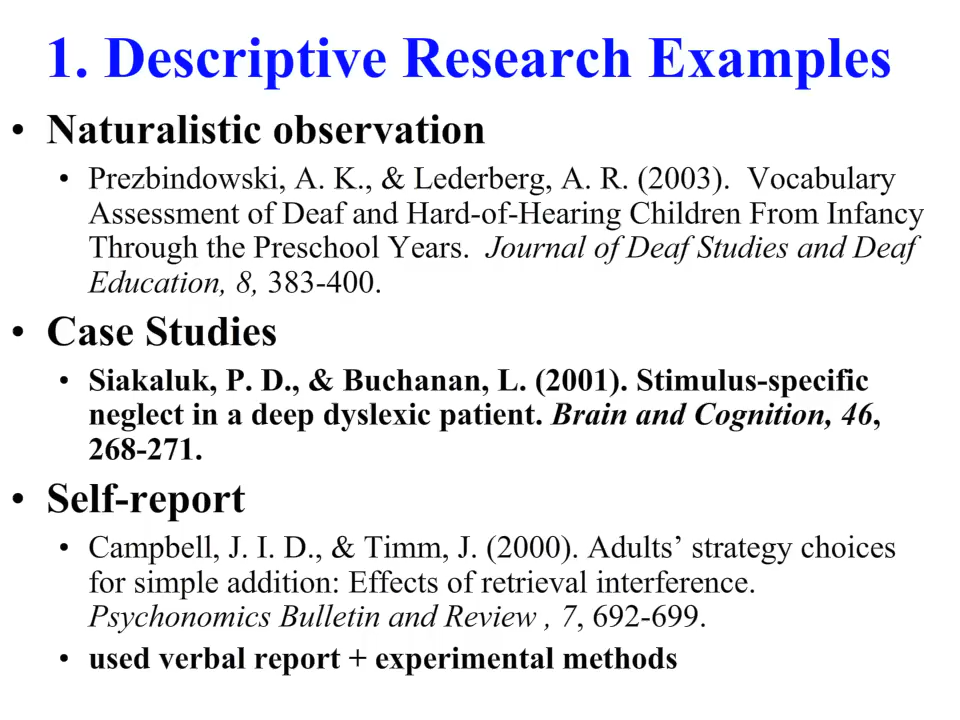 1. Descriptive Research Examples
• Naturalistic observation
• Prezbindowski, A. K., & Lederberg, A. R. (2003).  Vocabulary
Assessment of Deaf and Hard-of-Hearing Children From Infancy
Through the Preschool Years.  Journal of Deaf Studies and Deaf
Education, 8, 383-400.
• Case Studies
• Siakaluk, P. D., & Buchanan, L. (2001). Stimulus-specific
neglect in a deep dyslexic patient. Brain and Cognition, 46,
268-271.
• Self-report
• Campbell, J. I. D., & Timm, J. (2000). Adults’ strategy choices
for simple addition: Effects of retrieval interference.
Psychonomics Bulletin and Review , 7, 692-699.
• used verbal report + experimental methods